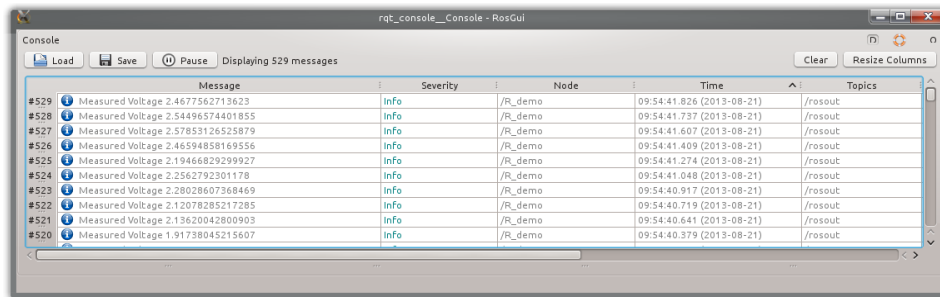 rqt_console__Console - RosGui
Console
D
Load Save Pause Displaying 529 messages Clear Resize Columns
Message Severity Node Time Topics
#529 Measured Voltage 2.4677562713623 Info /R_demo 09:54:41.826 (2013-08-21) /rosout
#528 Measured Voltage 2.54496574401855 Info /R_demo 09:54:41.737 (2013-08-21) /rosout
#527 Measured Voltage 2.57853126525879 Info /R_demo 09:54:41.607 (2013-08-21) /rosout
#526 Measured Voltage 2.46594858169556 Info /R_demo 09:54:41.409 (2013-08-21) /rosout
#525 Measured Voltage 2.19466829299927 Info /R_demo 09:54:41.274 (2013-08-21) /rosout
#524 Measured Voltage 2.2562792301178 Info /R_demo 09:54:41.048 (2013-08-21) /rosout
#523 Measured Voltage 2.28028607368469 Info /R_demo 09:54:40.917 (2013-08-21) /rosout
#522 Measured Voltage 2.12078285217285 Info /R_demo 09:54:40.719 (2013-08-21) /rosout
#521 Measured Voltage 2.13620042800903 Info /R_demo 09:54:40.641 (2013-08-21) /rosout
#520 Measured Voltage 1.91738045215607 Info /R_demo 09:54:40.379 (2013-08-21) /rosout